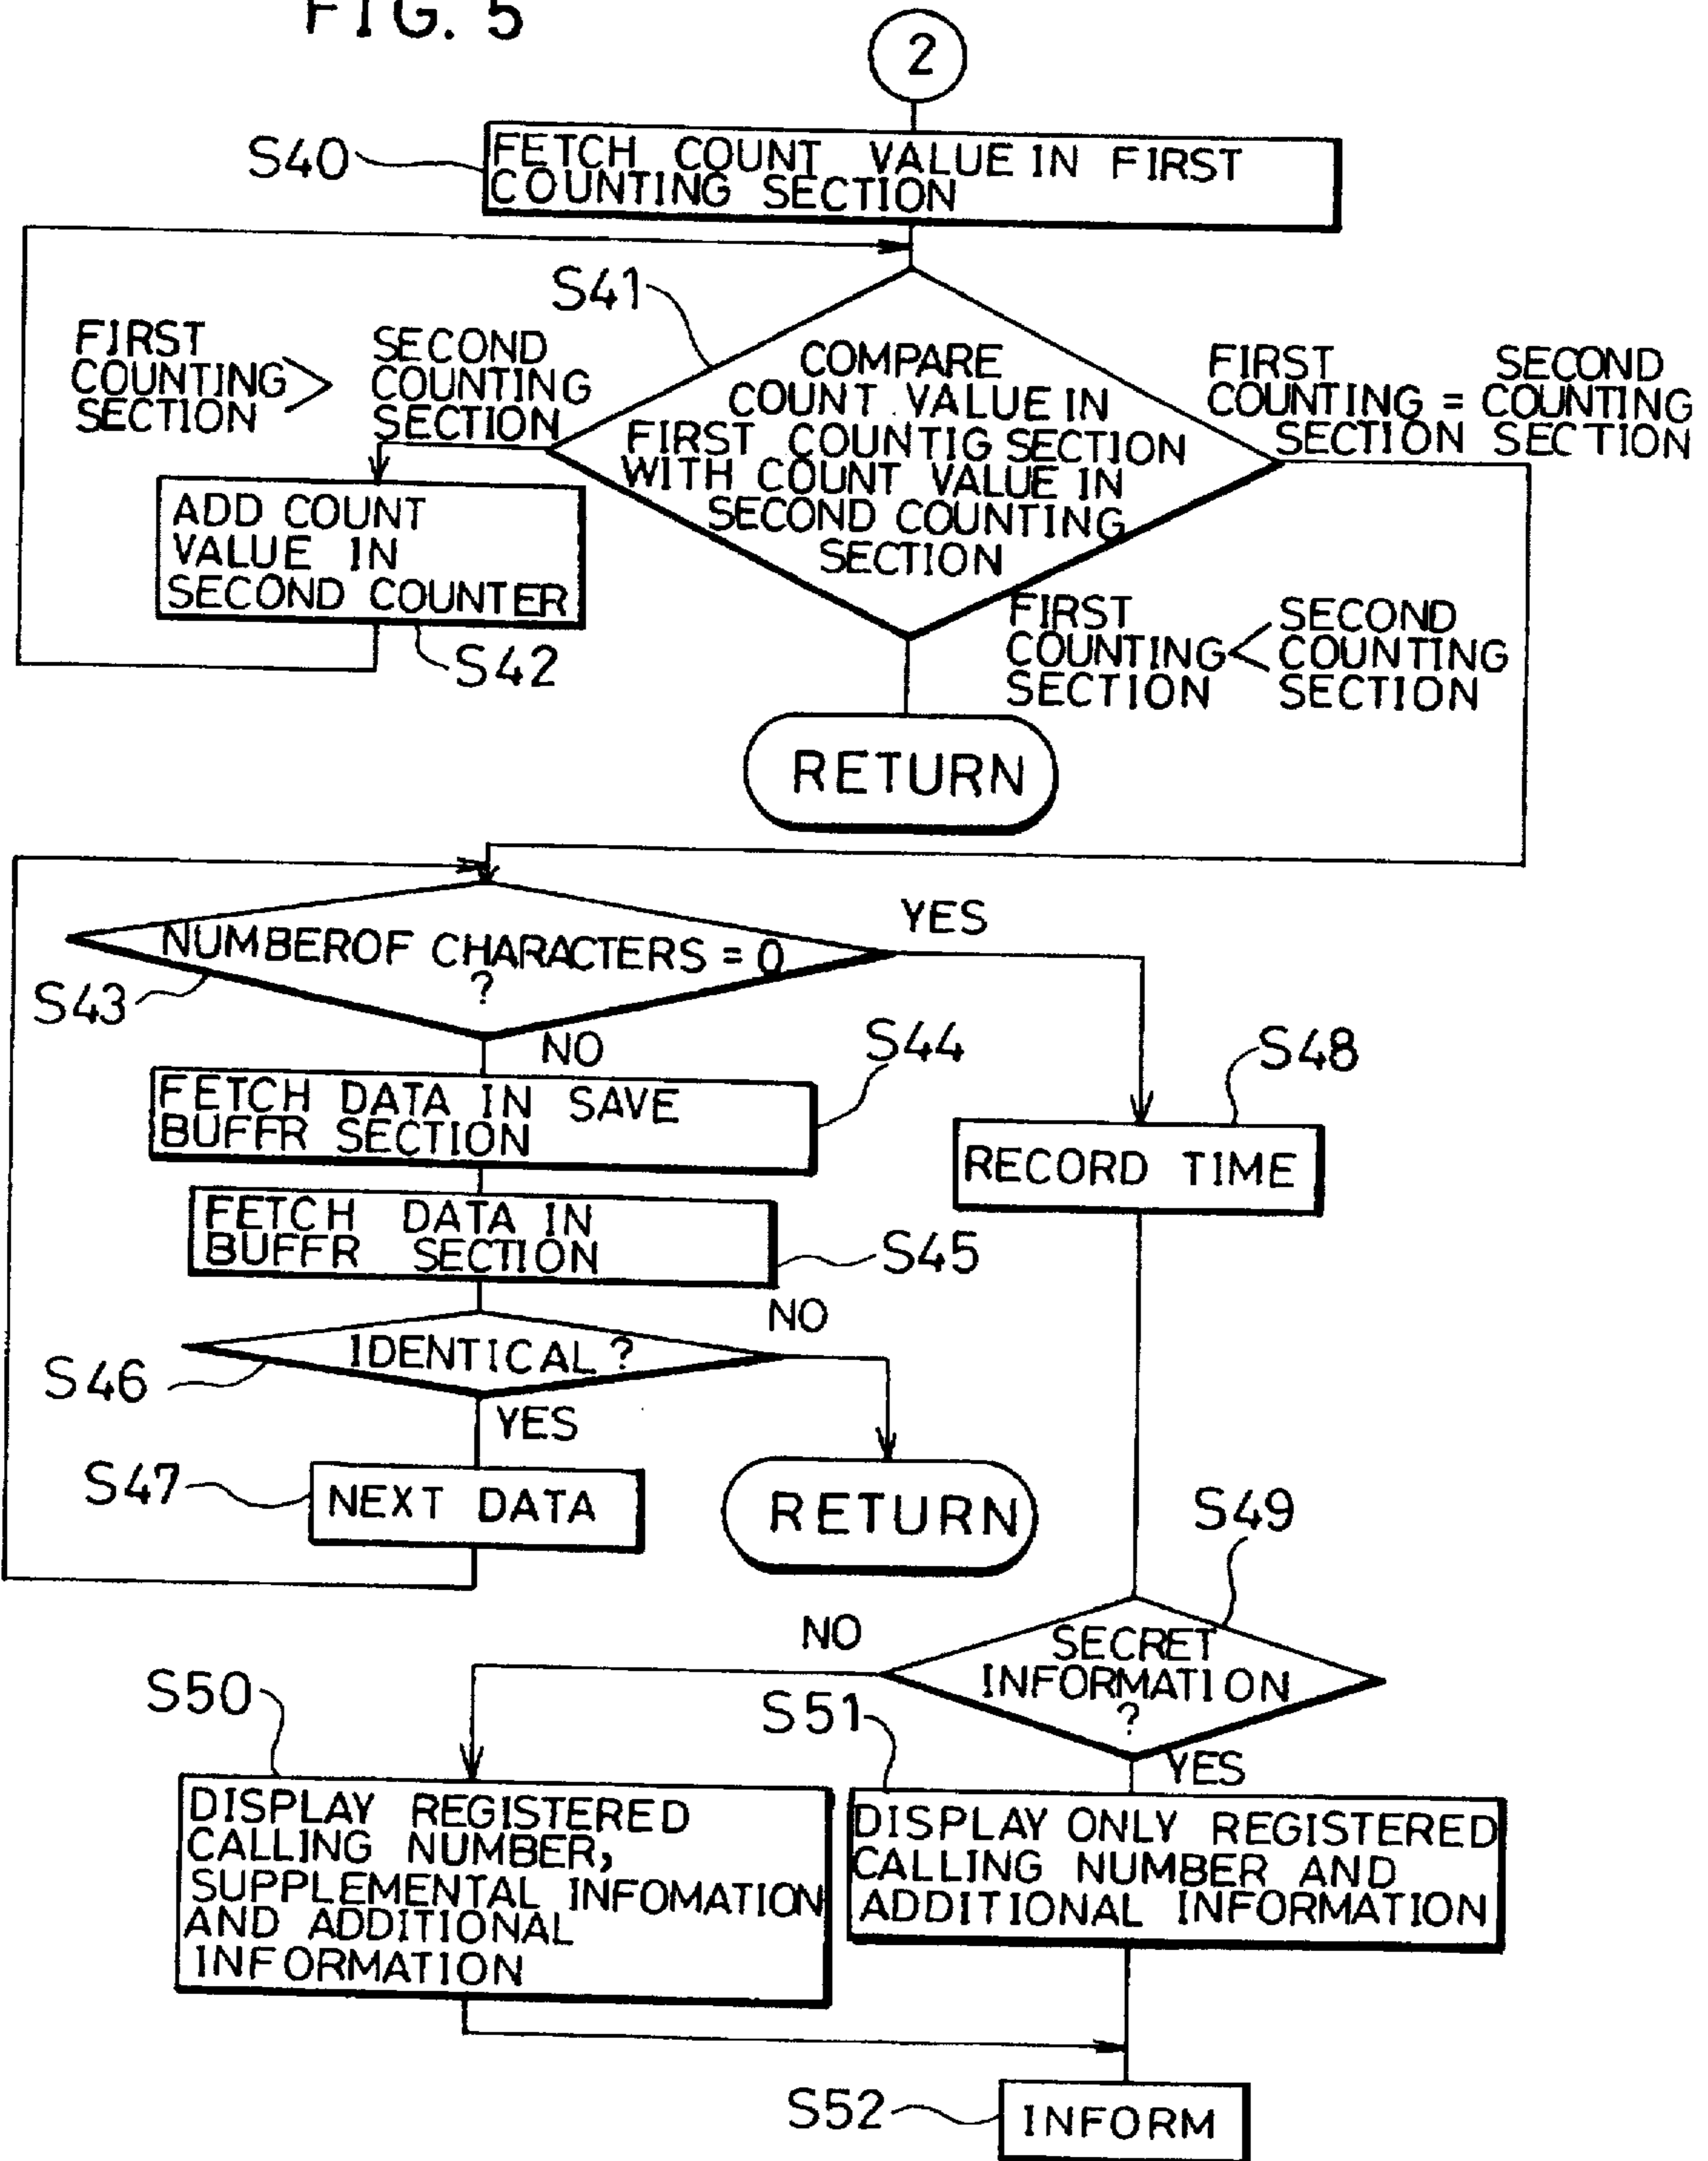 FIG. 5
2
S40
FETCH COUNT VALUE IN FIRST
COUNTING SECTION
S41
FIRST
COUNTING >
SECTION
SECOND
COUNTING
SECTION
COMPARE
COUNT VALUE IN
FIRST COUNTIG SECTION
WITH COUNT VALUE IN
SECOND COUNTING
SECTION
FIRST SECOND
COUNTING = COUNTING
SECTION SECTION
ADD COUNT
VALUE IN
SECOND COUNTER
S42
FIRST SECOND
COUNTING < COUNTING
SECTION SECTION
RETURN
NUMBEROF CHARACTERS = 0
?
YES
S43
NO
S44
FETCH DATA IN SAVE
BUFFR SECTION
S48
RECORD TIME
FETCH DATA IN
BUFFR SECTION
S45
IDENTICAL ?
NO
S46
YES
S47
NEXT DATA
RETURN
S49
SECRET
INFORMATION
?
NO
YES
S50
DISPLAY REGISTERED
CALLING NUMBER,
SUPPLEMENTAL INFOMATION
AND ADDITIONAL
INFORMATION
S51
DISPLAY ONLY REGISTERED
CALLING NUMBER AND
ADDITIONAL INFORMATION
S52
INFORM